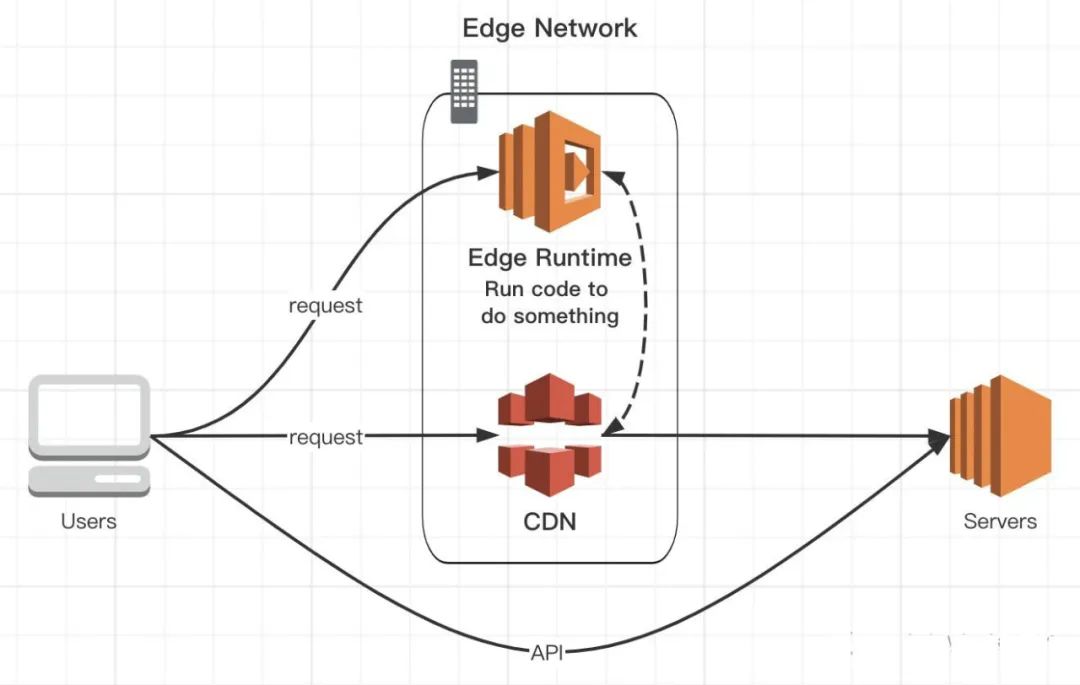 Edge Network
Edge Runtime
Run code to
do something
request
request
CDN
Users
Servers
API